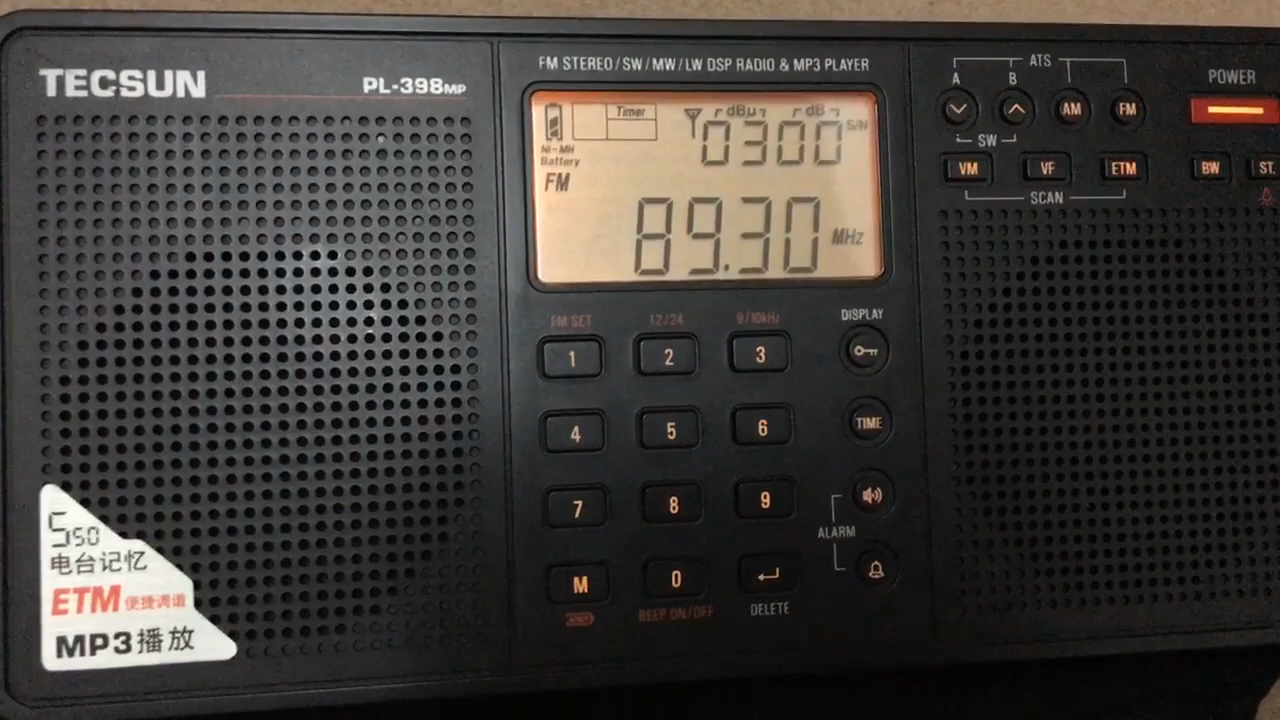 TECSUN
PL-398MP
FM STEREO/SW/MW/LW DSP RADIO & MP3 PLAYER
Timer
dBμ
dB
S/N
0300
Ni-MH
Battery
FM
89.30 MHz
ATS
A B
AM FM
SW
VM VF ETM
SCAN
POWER
BW ST.
FM SET 12/24 9/10kHz
DISPLAY
1 2 3
4 5 6
TIME
7 8 9
ALARM
M 0
BEEP ON/OFF
DELETE
550
电台记忆
ETM 便捷调谐
MP3播放